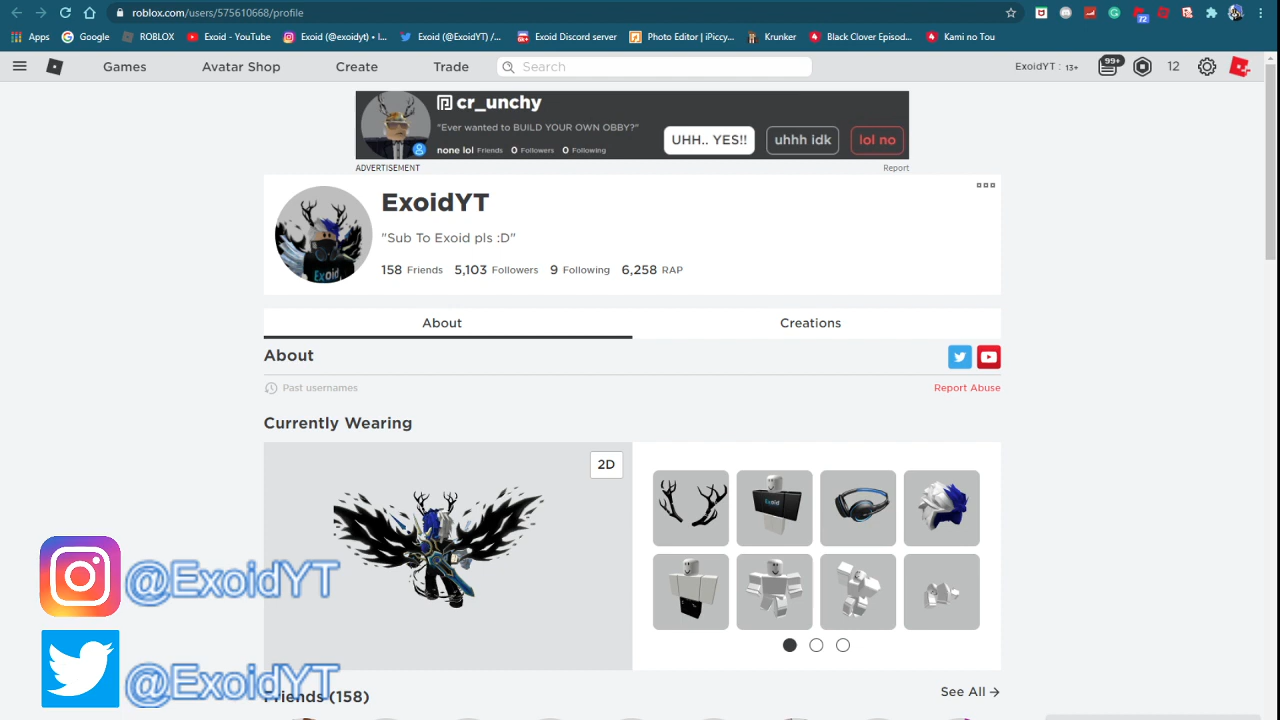 roblox.com/users/575610668/profile
72
Apps Google ROBLOX Exoid - YouTube Exoid (@exoidyt) • I... Exoid (@ExoidYT) /... Exoid Discord server Photo Editor | iPiccy... Krunker Black Clover Episod... Kami no Tou
Games Avatar Shop Create Trade Search ExoidYT : 13+ 99+ 12
cr_unchy
"Ever wanted to BUILD YOUR OWN OBBY?"
none lol Friends 0 Followers 0 Following
UHH.. YES!! uhhh idk lol no
ADVERTISEMENT Report
ExoidYT
"Sub To Exoid pls :D"
158 Friends 5,103 Followers 9 Following 6,258 RAP
About Creations
About
Past usernames Report Abuse
Currently Wearing
2D
Exoid
@ExoidYT
@ExoidYT
Friends (158) See All →